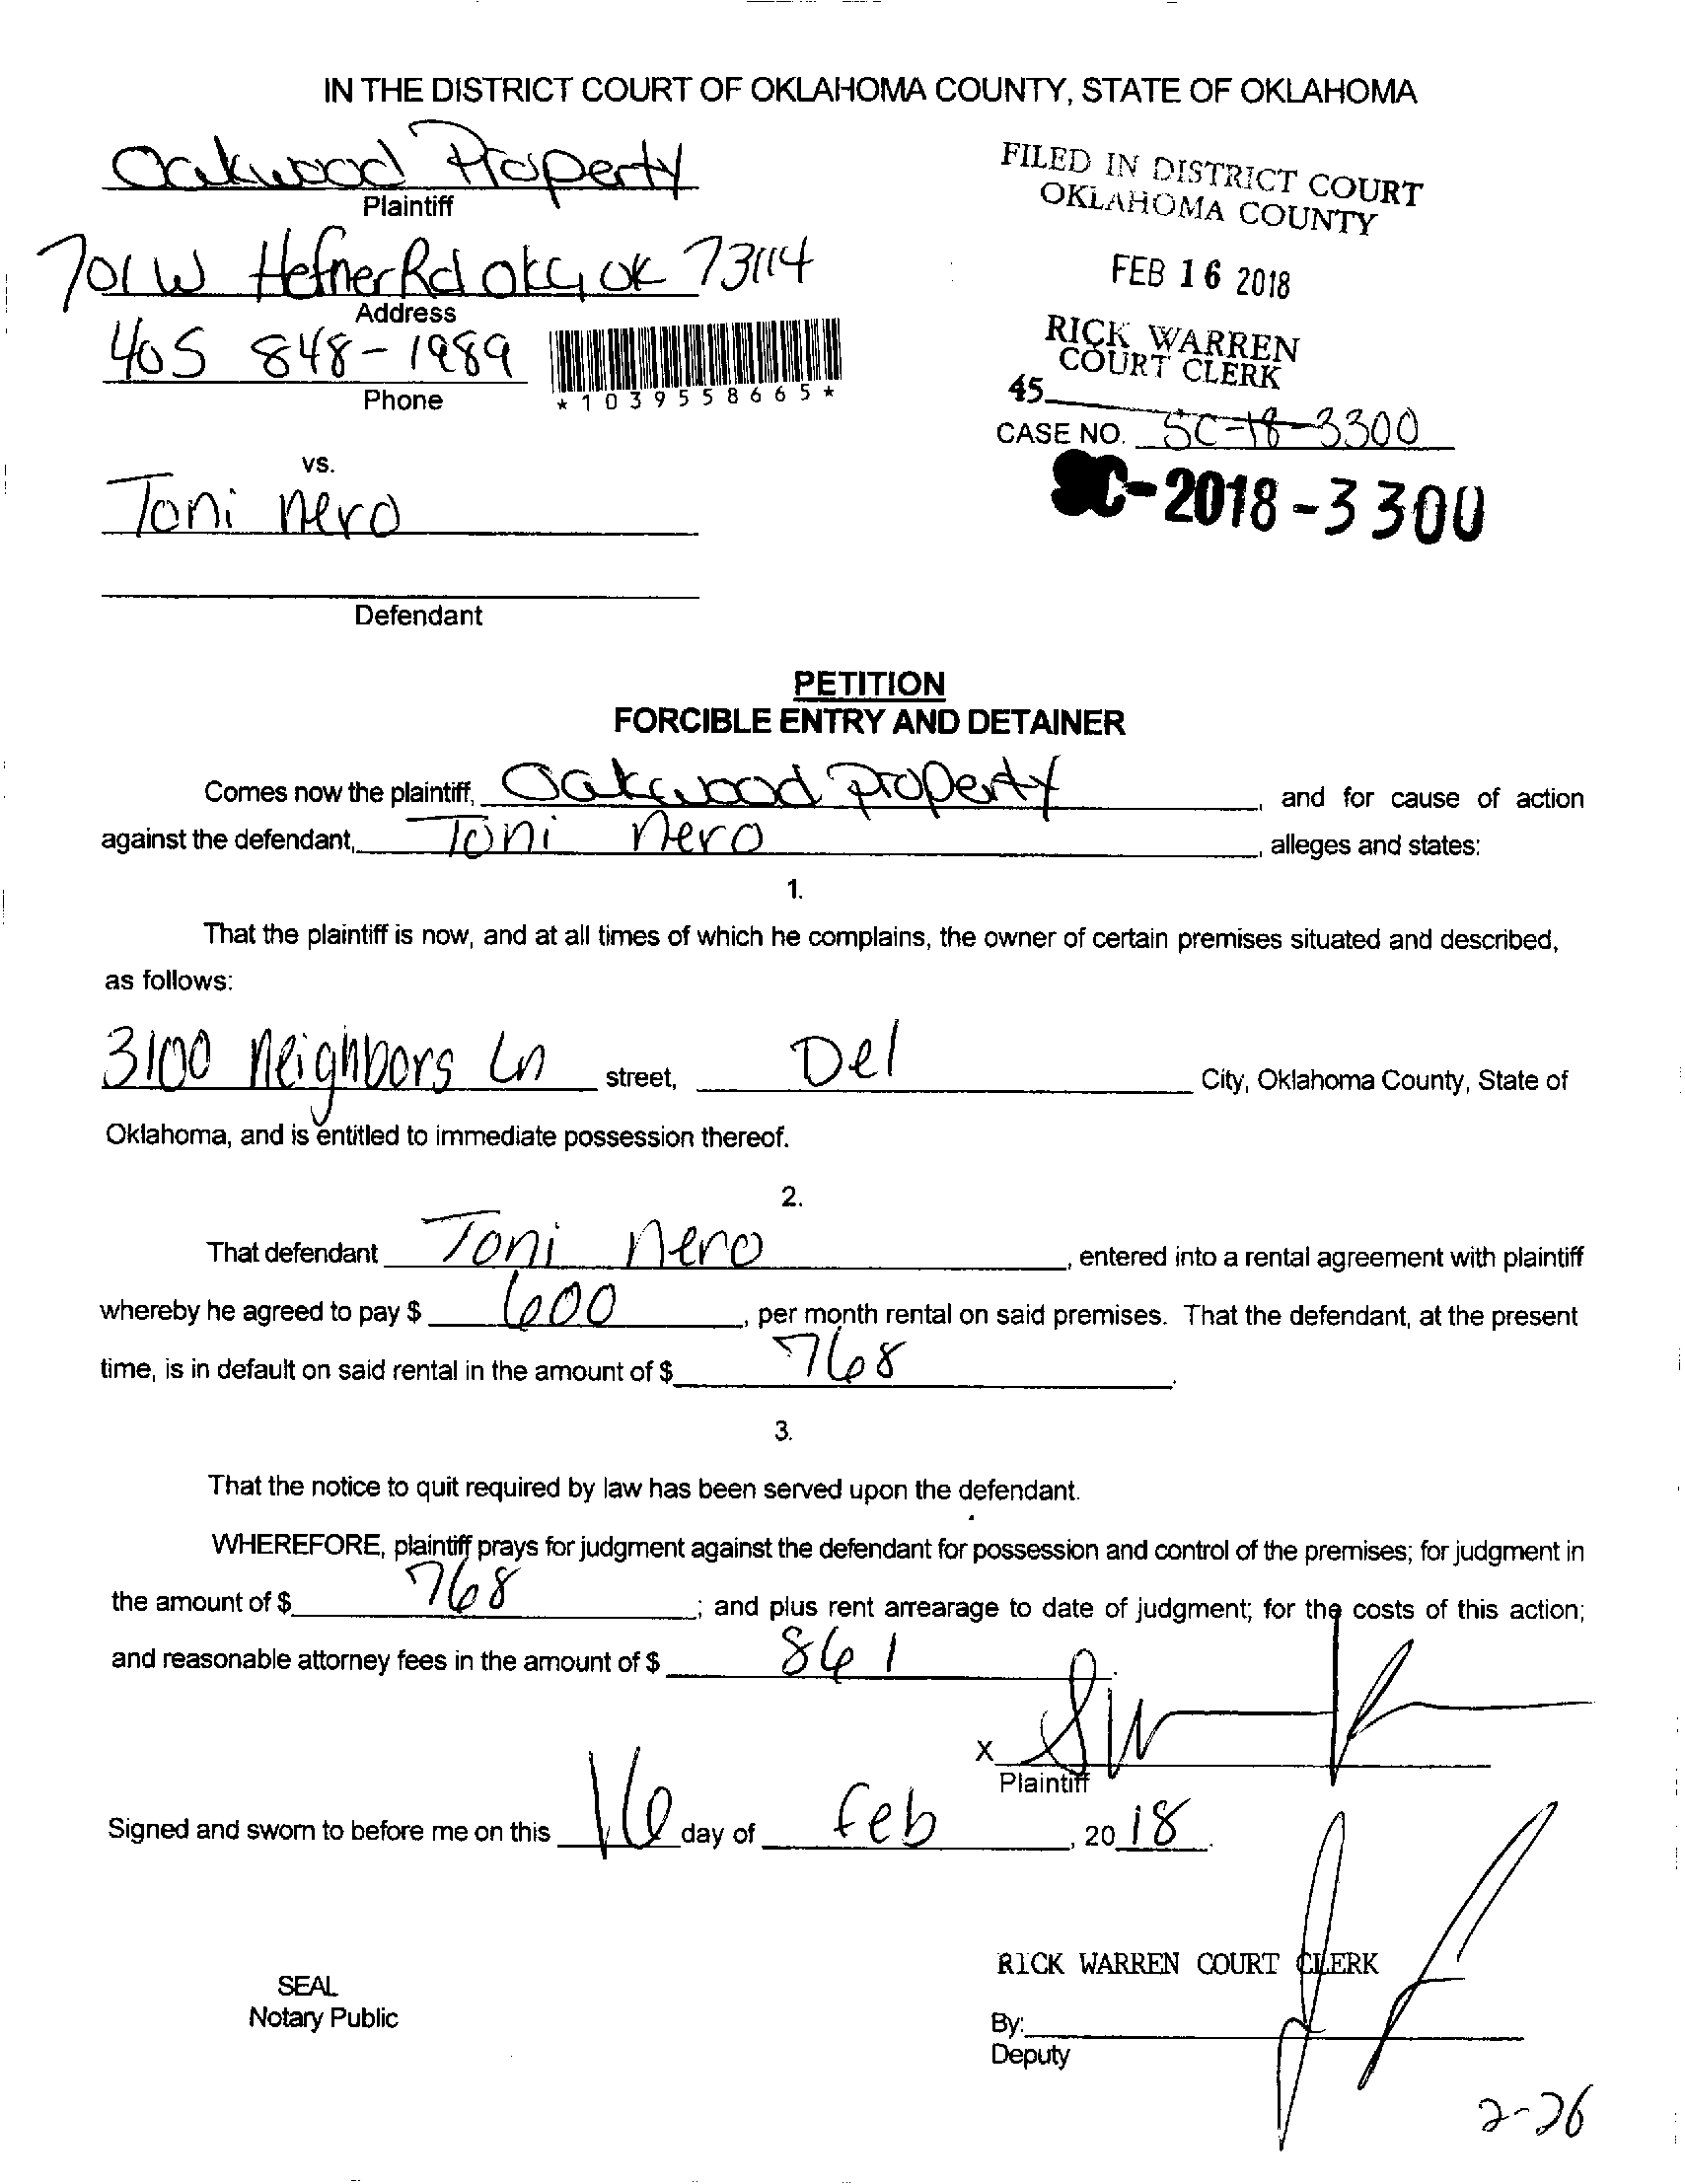 IN THE DISTRICT COURT OF OKLAHOMA COUNTY, STATE OF OKLAHOMA
Oakwood Property
Plaintiff
701 W Hefner Rd okc, ok 73114
Address
405 848-1989
Phone
*1039558665*
FILED IN DISTRICT COURT
OKLAHOMA COUNTY
FEB 16 2018
RICK WARREN
COURT CLERK
45
CASE NO. SC-18-3300
SC-2018-3300
vs.
Toni nero
Defendant
PETITION
FORCIBLE ENTRY AND DETAINER
Comes now the plaintiff, Oakwood Property, and for cause of action
against the defendant, Toni nero, alleges and states:
1.
That the plaintiff is now, and at all times of which he complains, the owner of certain premises situated and described,
as follows:
3100 neighbors Ln street, Del City, Oklahoma County, State of
Oklahoma, and is entitled to immediate possession thereof.
2.
That defendant Toni nero, entered into a rental agreement with plaintiff
whereby he agreed to pay $ 600, per month rental on said premises. That the defendant, at the present
time, is in default on said rental in the amount of $ 768.
3.
That the notice to quit required by law has been served upon the defendant.
WHEREFORE, plaintiff prays for judgment against the defendant for possession and control of the premises; for judgment in
the amount of $ 768; and plus rent arrearage to date of judgment; for the costs of this action;
and reasonable attorney fees in the amount of $ 861.
X
Plaintiff
Signed and sworn to before me on this 16 day of feb, 20 18.
RICK WARREN COURT CLERK
SEAL
Notary Public
By:
Deputy
2-26